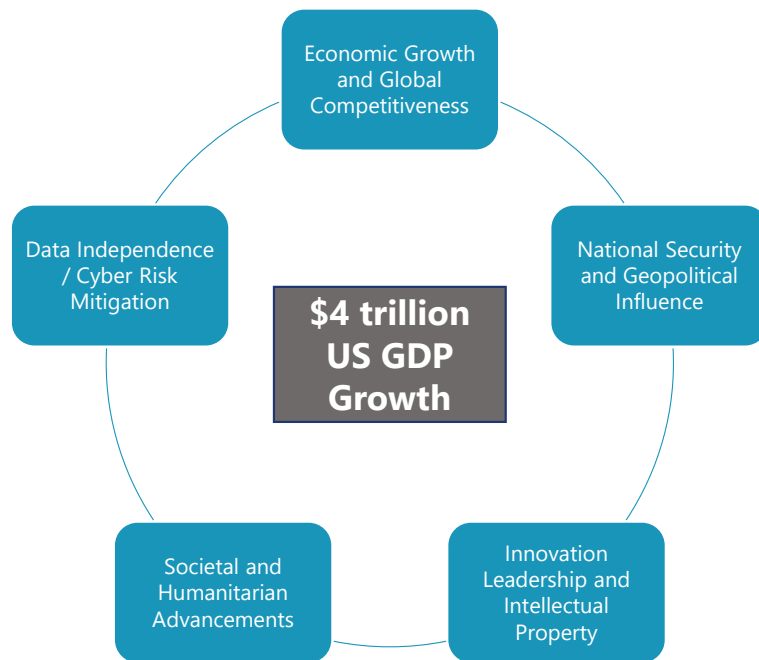 Economic Growth
and Global
Competitiveness
National Security
and Geopolitical
Influence
Innovation
Leadership and
Intellectual
Property
Societal and
Humanitarian
Advancements
Data Independence
/ Cyber Risk
Mitigation
$4 trillion
US GDP
Growth